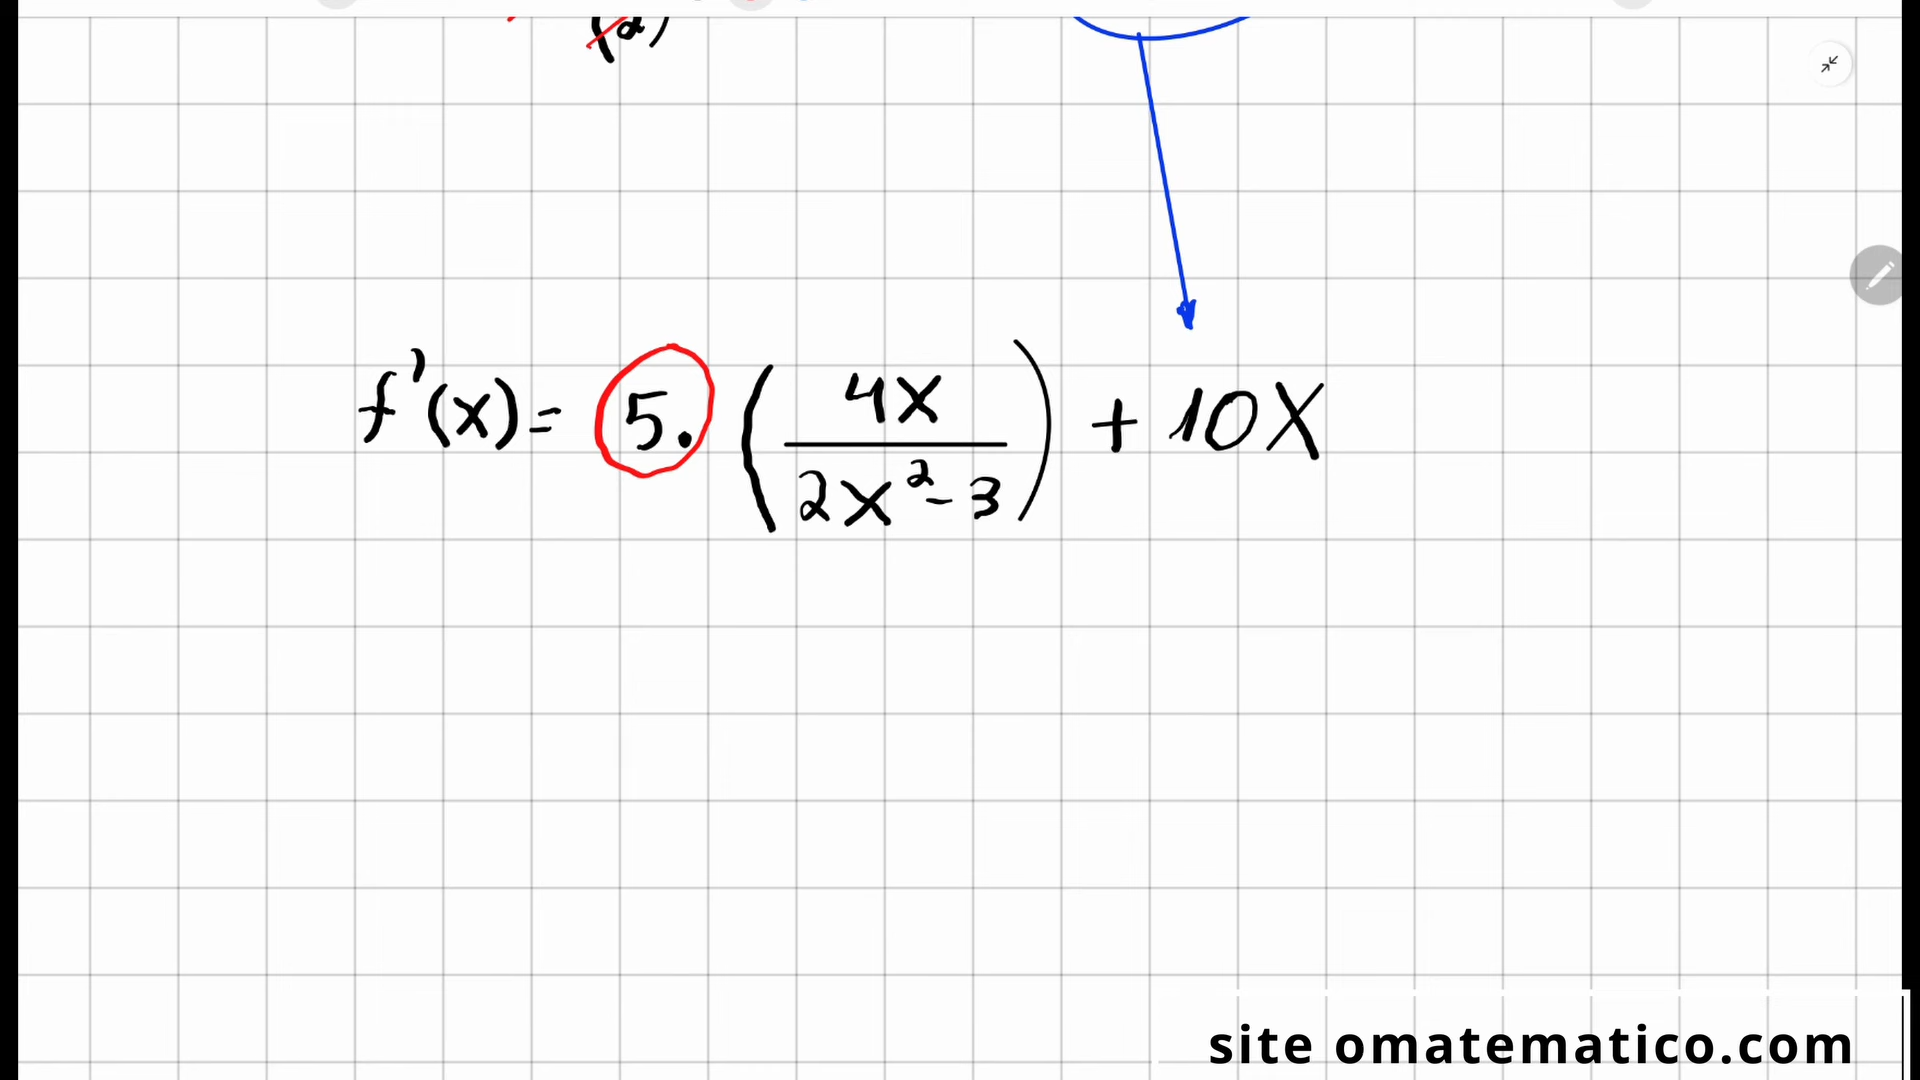 f'(x) = 5. (4x / 2x² - 3) + 10x
site omatematico.com